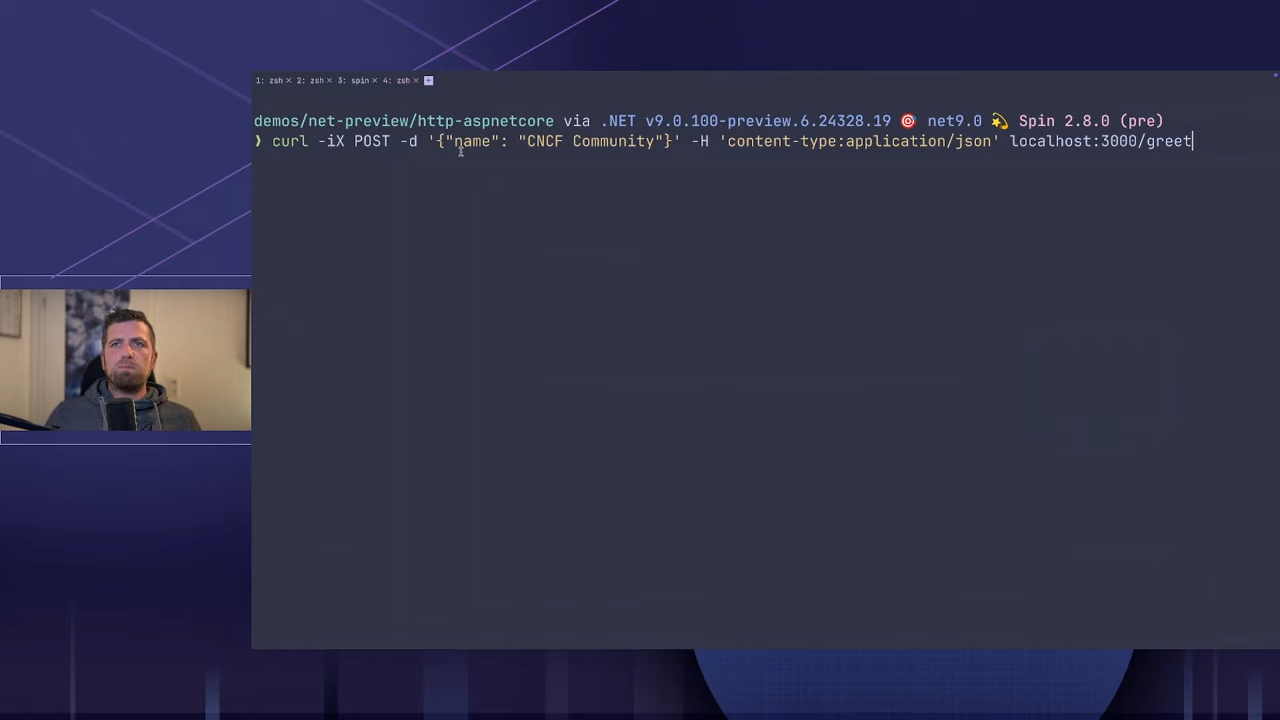 1: zsh× 2: zsh× 3: spin× 4: zsh× +
demos/net-preview/http-aspnetcore via .NET v9.0.100-preview.6.24328.19 🎯 net9.0 💫 Spin 2.8.0 (pre)
❯ curl -iX POST -d '{"name": "CNCF Community"}' -H 'content-type:application/json' localhost:3000/greet